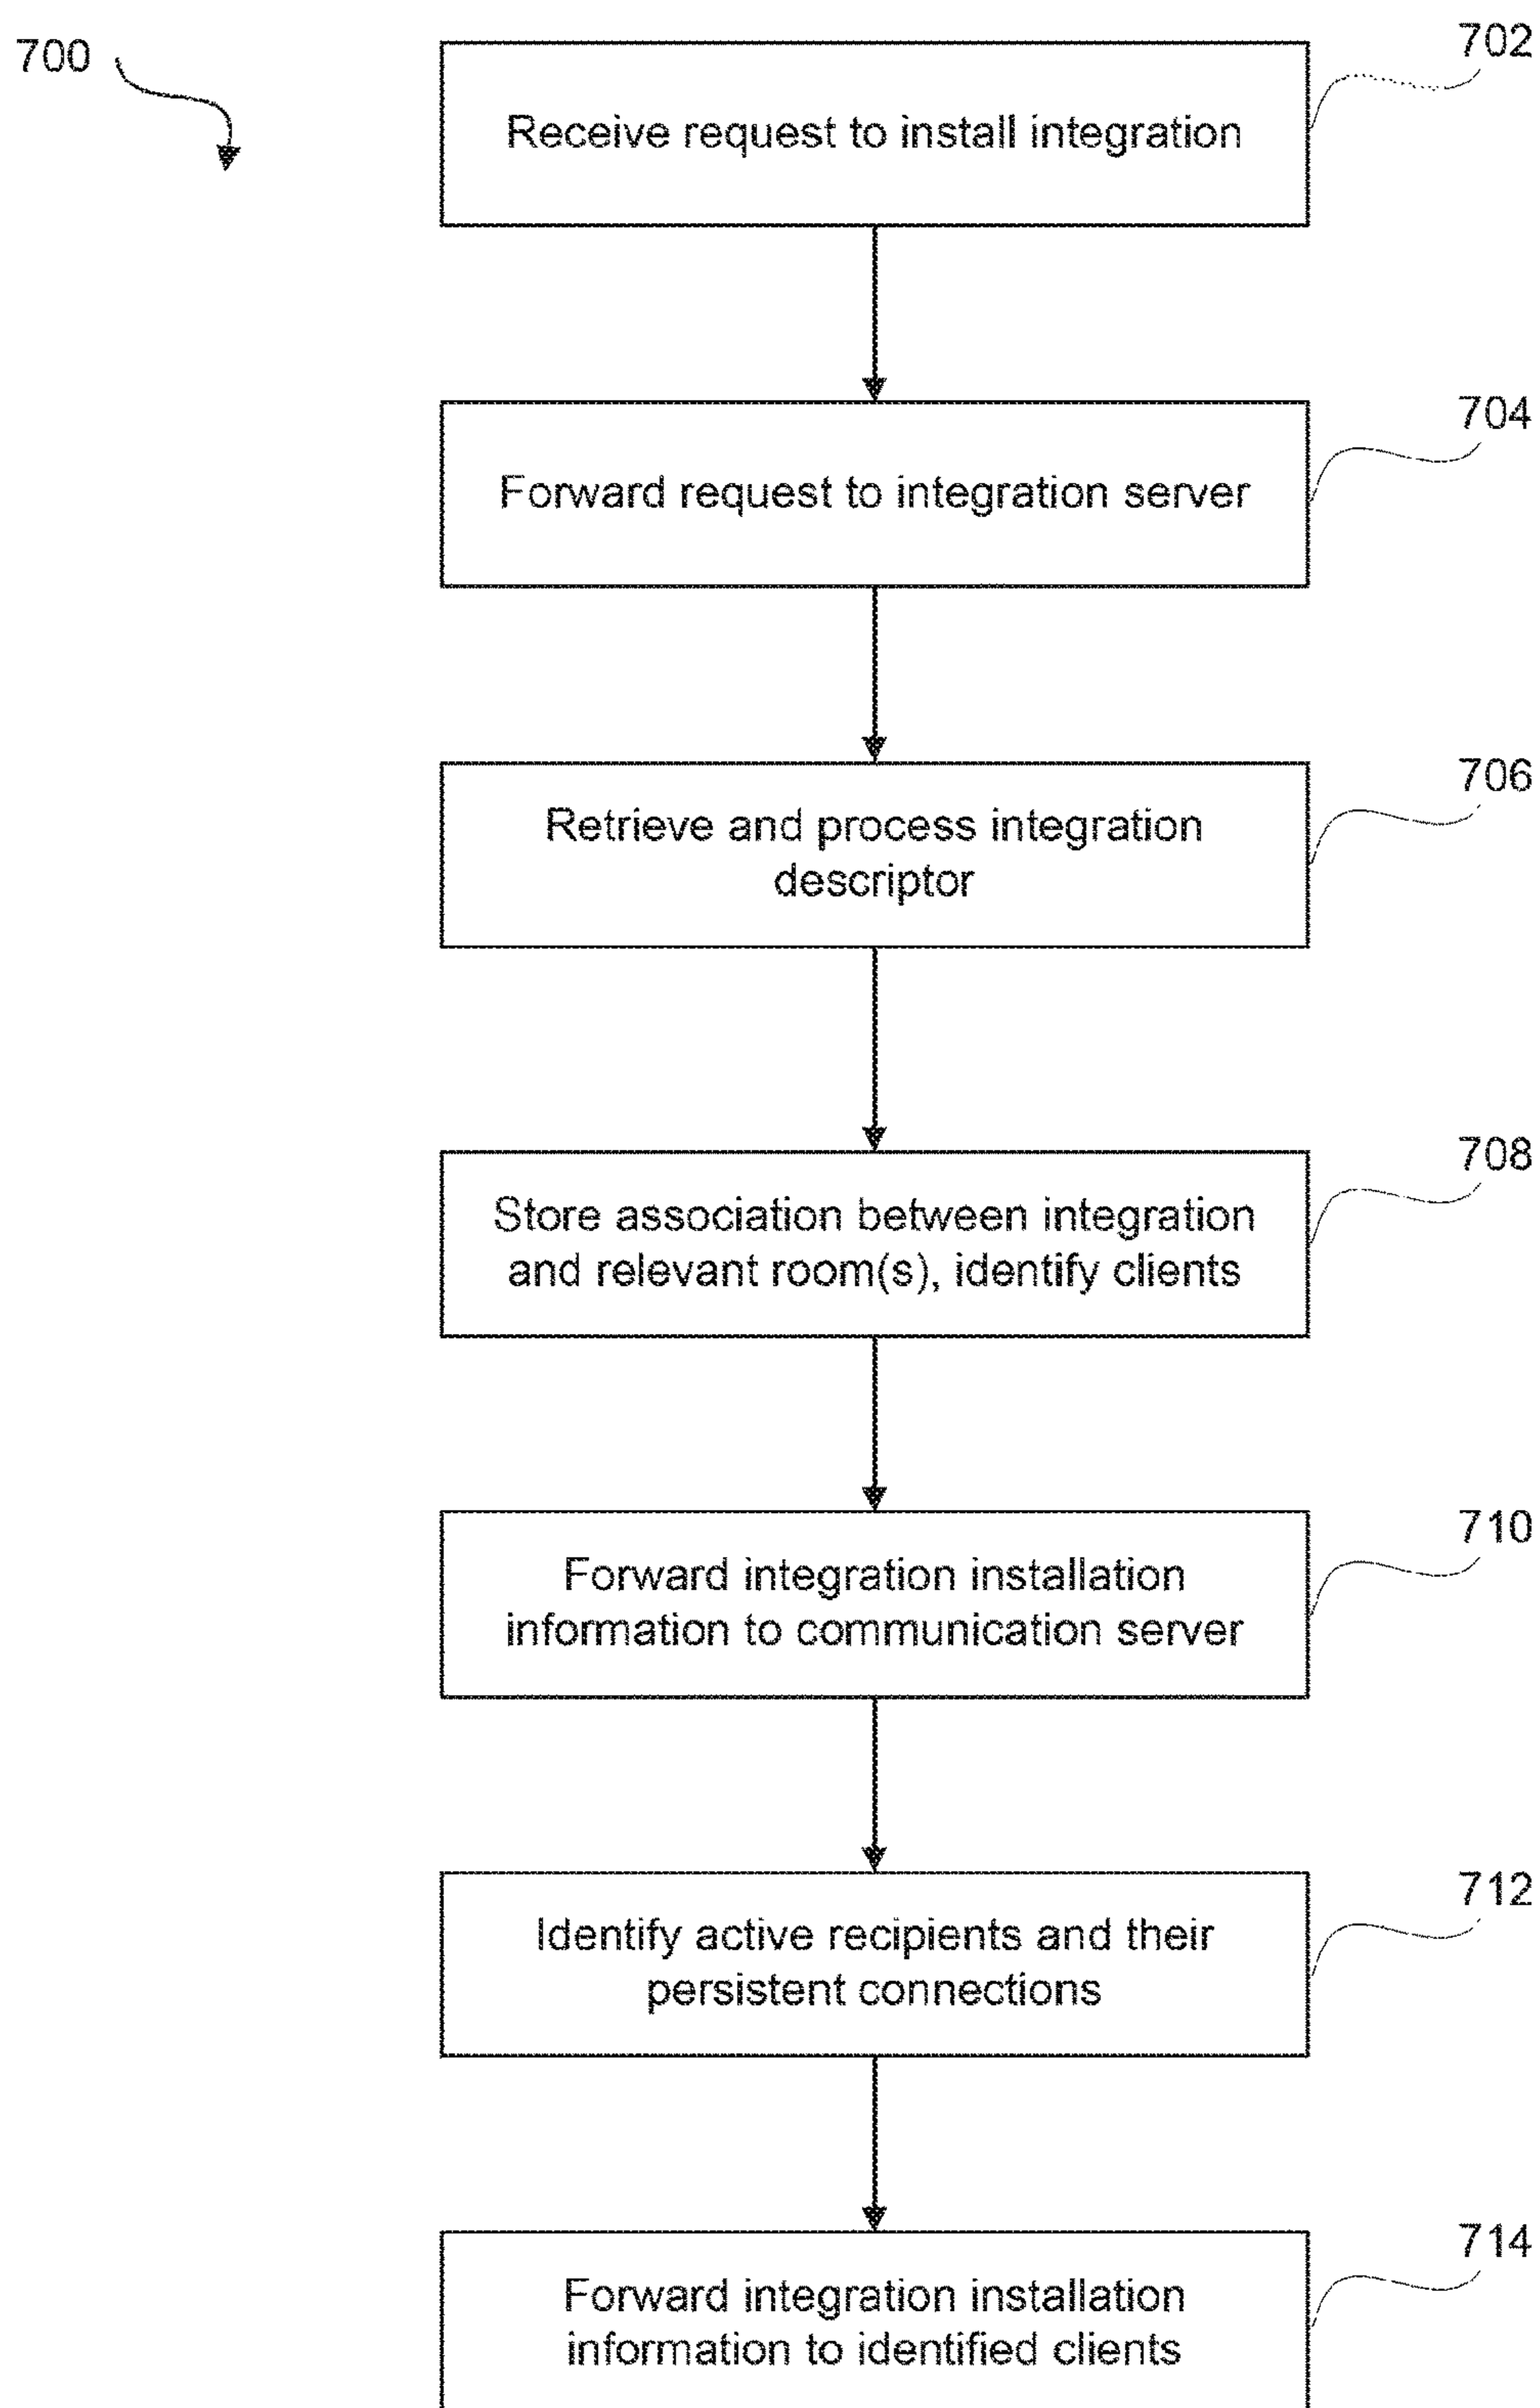 700
702
Receive request to install integration
704
Forward request to integration server
706
Retrieve and process integration
descriptor
708
Store association between integration
and relevant room(s), identify clients
710
Forward integration installation
information to communication server
712
Identify active recipients and their
persistent connections
714
Forward integration installation
information to identified clients